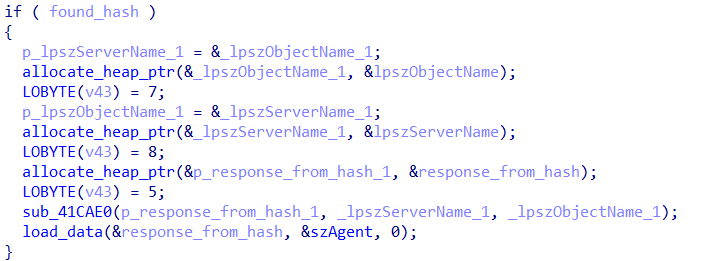 if ( found_hash )
{
p_lpszServerName_1 = &_lpszObjectName_1;
allocate_heap_ptr(&_lpszObjectName_1, &lpszObjectName);
LOBYTE(v43) = 7;
p_lpszObjectName_1 = &_lpszServerName_1;
allocate_heap_ptr(&_lpszServerName_1, &lpszServerName);
LOBYTE(v43) = 8;
allocate_heap_ptr(&p_response_from_hash_1, &response_from_hash);
LOBYTE(v43) = 5;
sub_41CAE0(p_response_from_hash_1, _lpszServerName_1, _lpszObjectName_1);
load_data(&response_from_hash, &szAgent, 0);
}